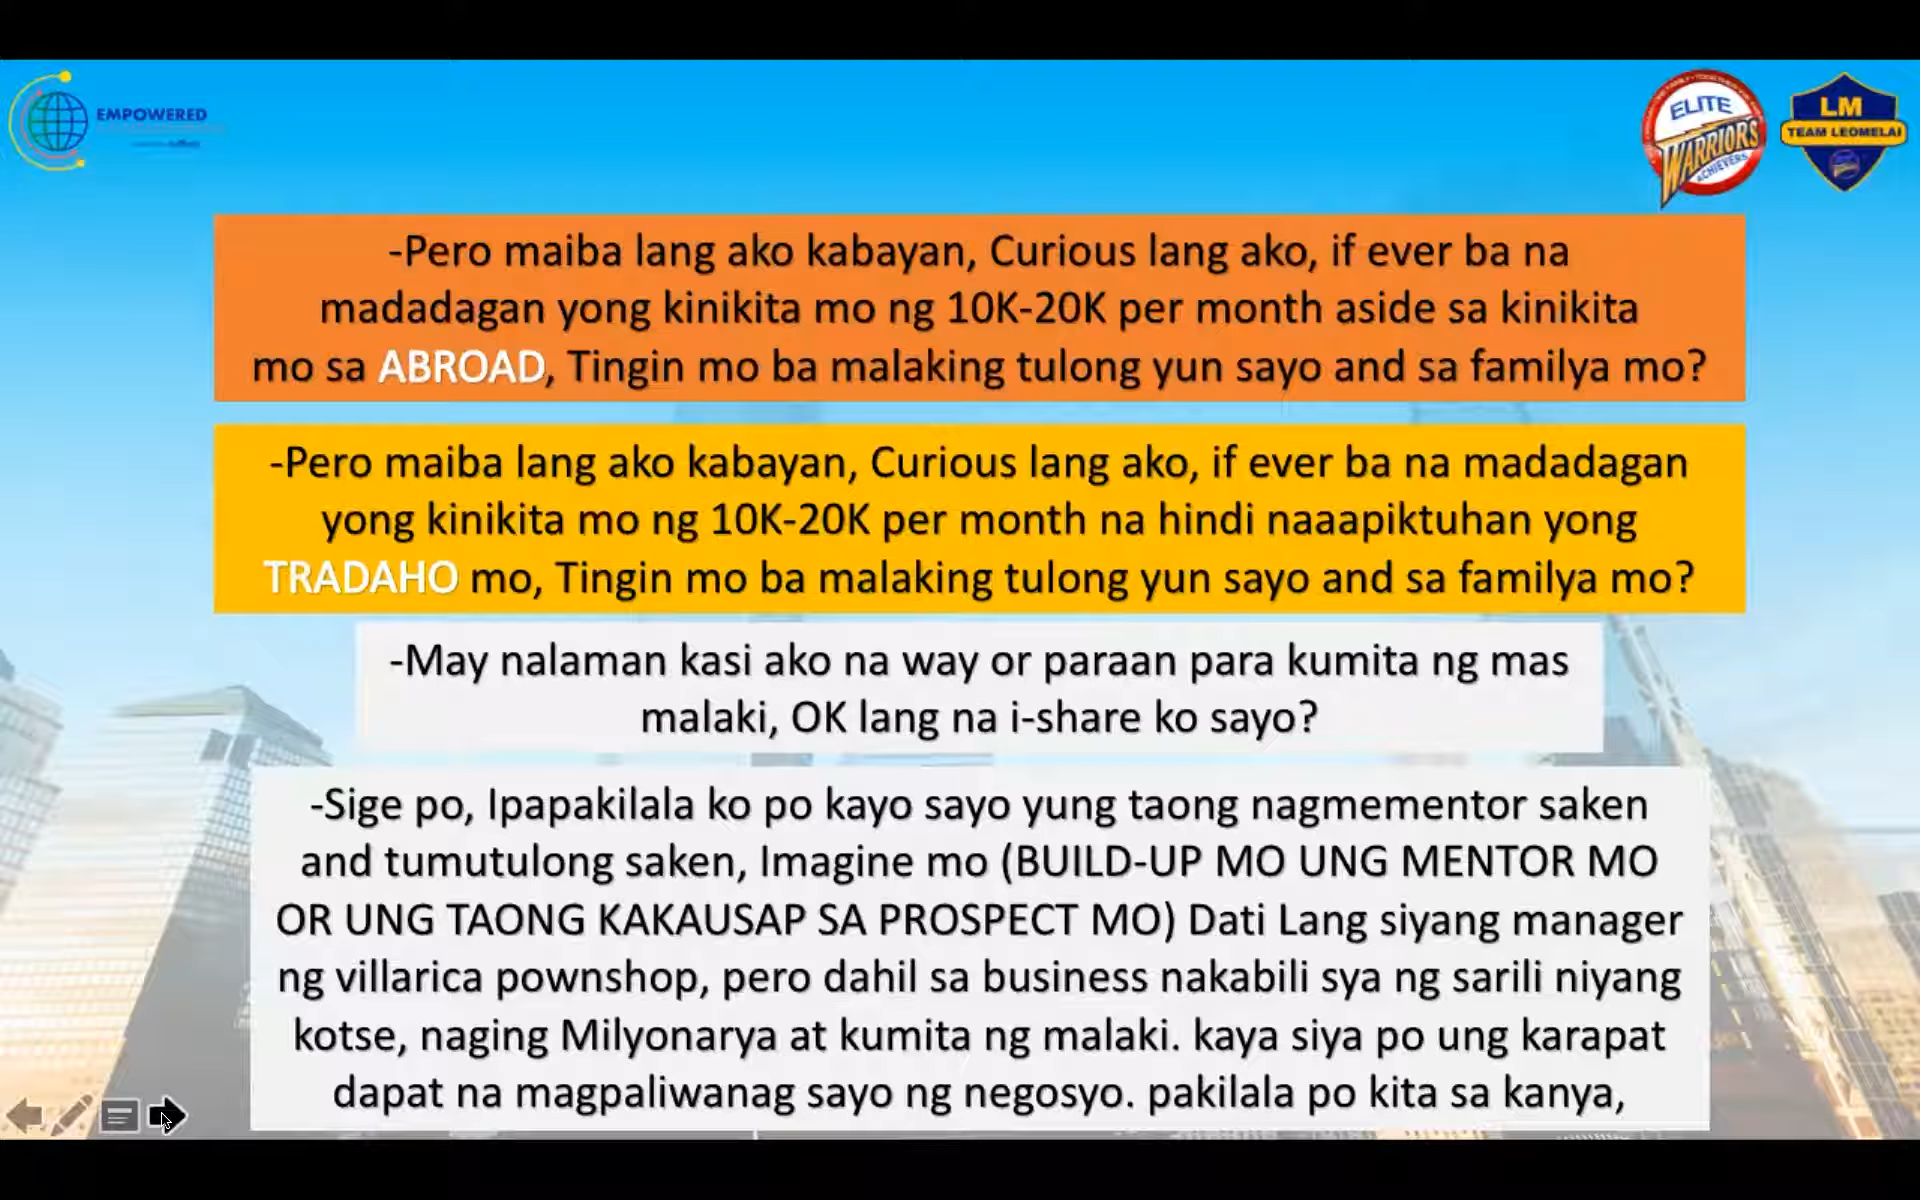 EMPOWERED
ELITE
WARRIORS
ACHIEVERS
LM
TEAM LEOMELAI
-Pero maiba lang ako kabayan, Curious lang ako, if ever ba na
madadagan yong kinikita mo ng 10K-20K per month aside sa kinikita
mo sa ABROAD, Tingin mo ba malaking tulong yun sayo and sa familya mo?
-Pero maiba lang ako kabayan, Curious lang ako, if ever ba na madadagan
yong kinikita mo ng 10K-20K per month na hindi naaapiktuhan yong
TRADAHO mo, Tingin mo ba malaking tulong yun sayo and sa familya mo?
-May nalaman kasi ako na way or paraan para kumita ng mas
malaki, OK lang na i-share ko sayo?
-Sige po, Ipapakilala ko po kayo sayo yung taong nagmementor saken
and tumutulong saken, Imagine mo (BUILD-UP MO UNG MENTOR MO
OR UNG TAONG KAKAUSAP SA PROSPECT MO) Dati Lang siyang manager
ng villarica pownshop, pero dahil sa business nakabili sya ng sarili niyang
kotse, naging Milyonarya at kumita ng malaki. kaya siya po ung karapat
dapat na magpaliwanag sayo ng negosyo. pakilala po kita sa kanya,